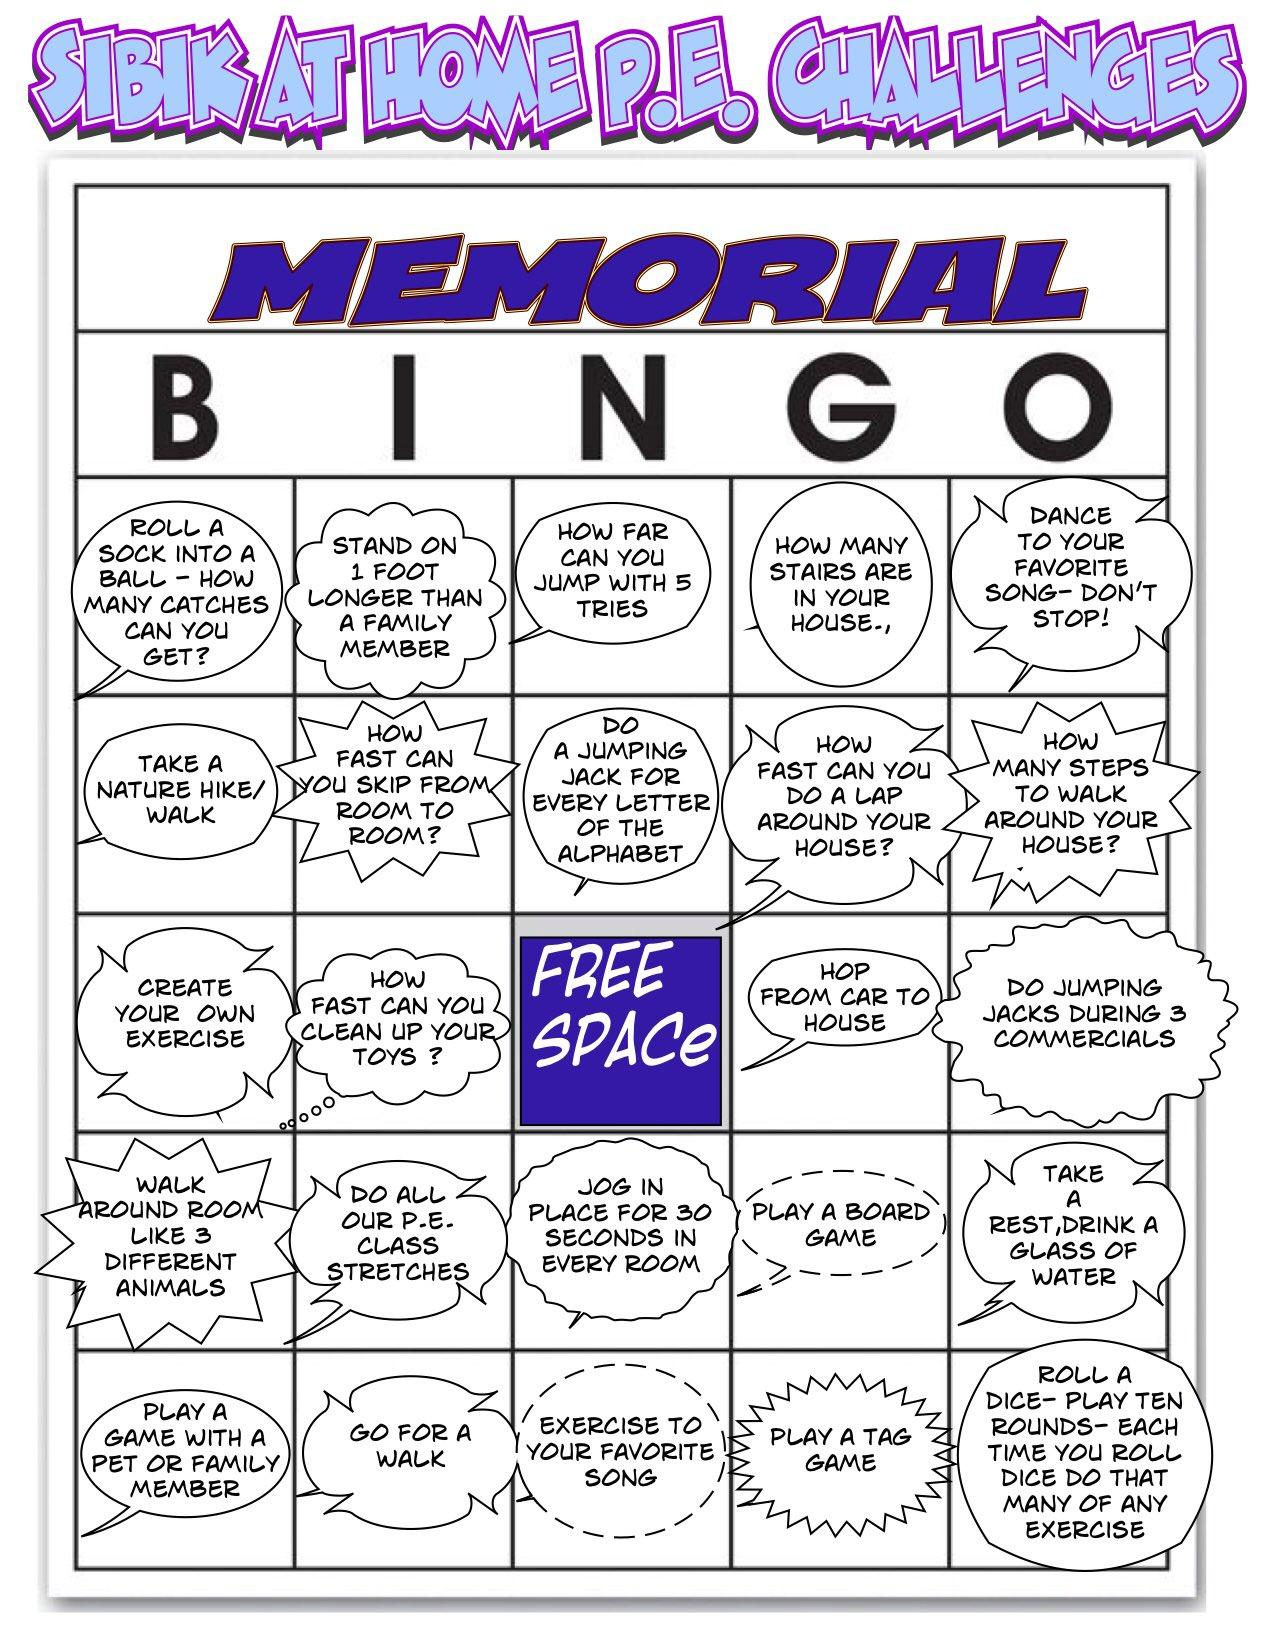 SIBIK AT HOME P.E. CHALLENGES
MEMORIAL
B I N G O
ROLL A
SOCK INTO A
BALL - HOW
MANY CATCHES
CAN YOU
GET?
STAND ON
1 FOOT
LONGER THAN
A FAMILY
MEMBER
HOW FAR
CAN YOU
JUMP WITH 5
TRIES
HOW MANY
STAIRS ARE
IN YOUR
HOUSE.,
DANCE
TO YOUR
FAVORITE
SONG- DON'T
STOP!
TAKE A
NATURE HIKE/
WALK
HOW
FAST CAN
YOU SKIP FROM
ROOM TO
ROOM?
DO
A JUMPING
JACK FOR
EVERY LETTER
OF THE
ALPHABET
HOW
FAST CAN YOU
DO A LAP
AROUND YOUR
HOUSE?
HOW
MANY STEPS
TO WALK
AROUND YOUR
HOUSE?
CREATE
YOUR OWN
EXERCISE
HOW
FAST CAN YOU
CLEAN UP YOUR
TOYS ?
FREE
SPACe
HOP
FROM CAR TO
HOUSE
DO JUMPING
JACKS DURING 3
COMMERCIALS
WALK
AROUND ROOM
LIKE 3
DIFFERENT
ANIMALS
DO ALL
OUR P.E.
CLASS
STRETCHES
JOG IN
PLACE FOR 30
SECONDS IN
EVERY ROOM
PLAY A BOARD
GAME
TAKE
A
REST,DRINK A
GLASS OF
WATER
PLAY A
GAME WITH A
PET OR FAMILY
MEMBER
GO FOR A
WALK
EXERCISE TO
YOUR FAVORITE
SONG
PLAY A TAG
GAME
ROLL A
DICE- PLAY TEN
ROUNDS- EACH
TIME YOU ROLL
DICE DO THAT
MANY OF ANY
EXERCISE